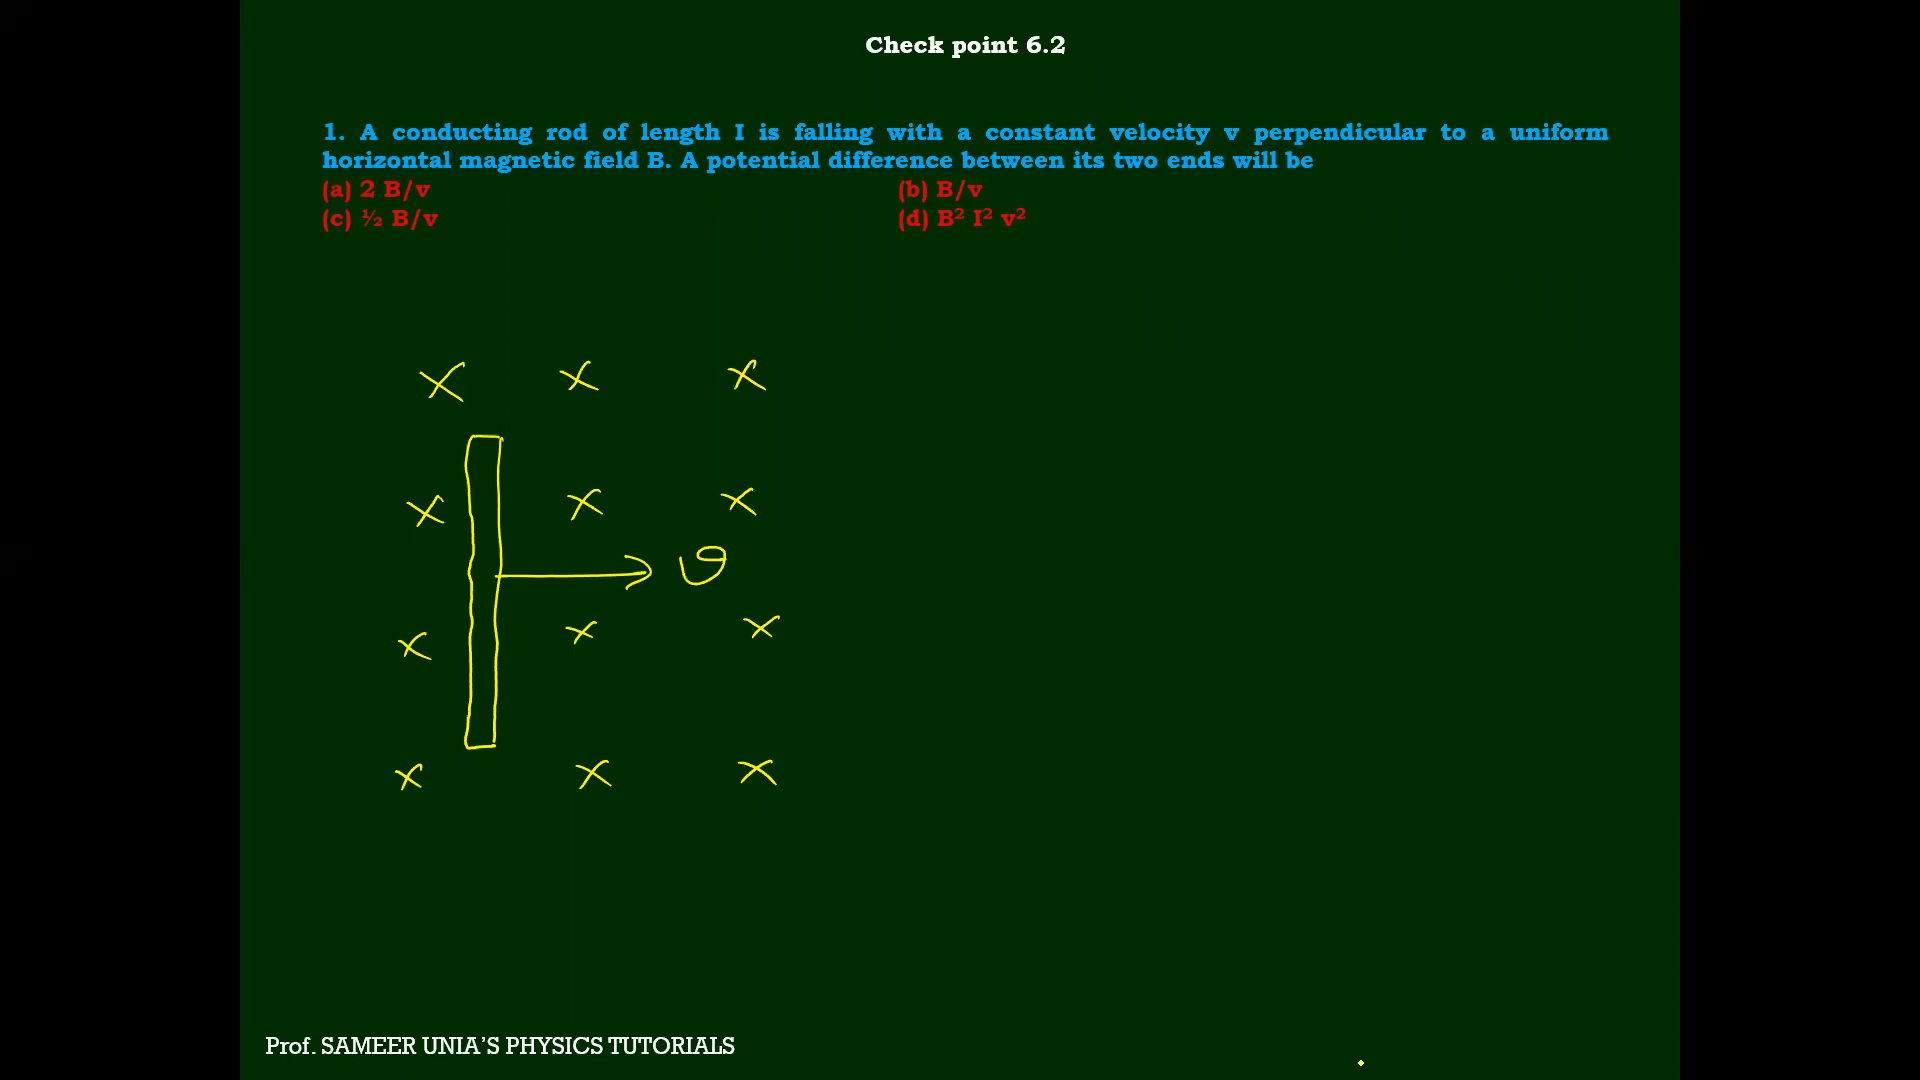 Check point 6.2
1. A conducting rod of length I is falling with a constant velocity v perpendicular to a uniform
horizontal magnetic field B. A potential difference between its two ends will be
(a) 2 B/v (b) B/v
(c) ½ B/v (d) B² I² v²
x x x
x x x
v
x x x
x x x
Prof. SAMEER UNIA’S PHYSICS TUTORIALS